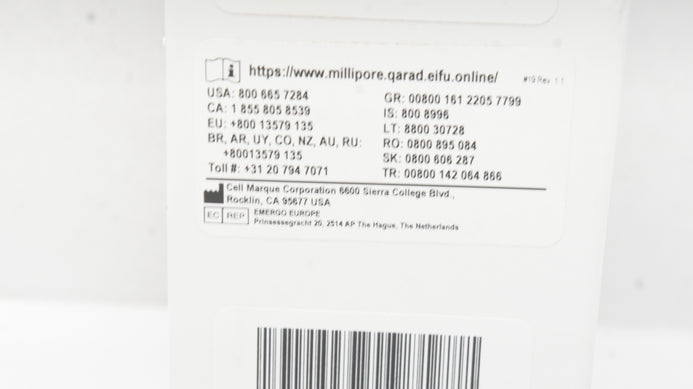 https://www.millipore.qarad.eifu.online/
#19 Rev. 1.1
USA: 800 665 7284
CA: 1 855 805 8539
EU: +800 13579 135
BR, AR, UY, CO, NZ, AU, RU:
+80013579 135
Toll #: +31 20 794 7071
GR: 00800 161 2205 7799
IS: 800 8996
LT: 8800 30728
RO: 0800 895 084
SK: 0800 606 287
TR: 00800 142 064 866
Cell Marque Corporation 6600 Sierra College Blvd.,
Rocklin, CA 95677 USA
EC REP EMERGO EUROPE
Prinsessegracht 20, 2514 AP The Hague, The Netherlands